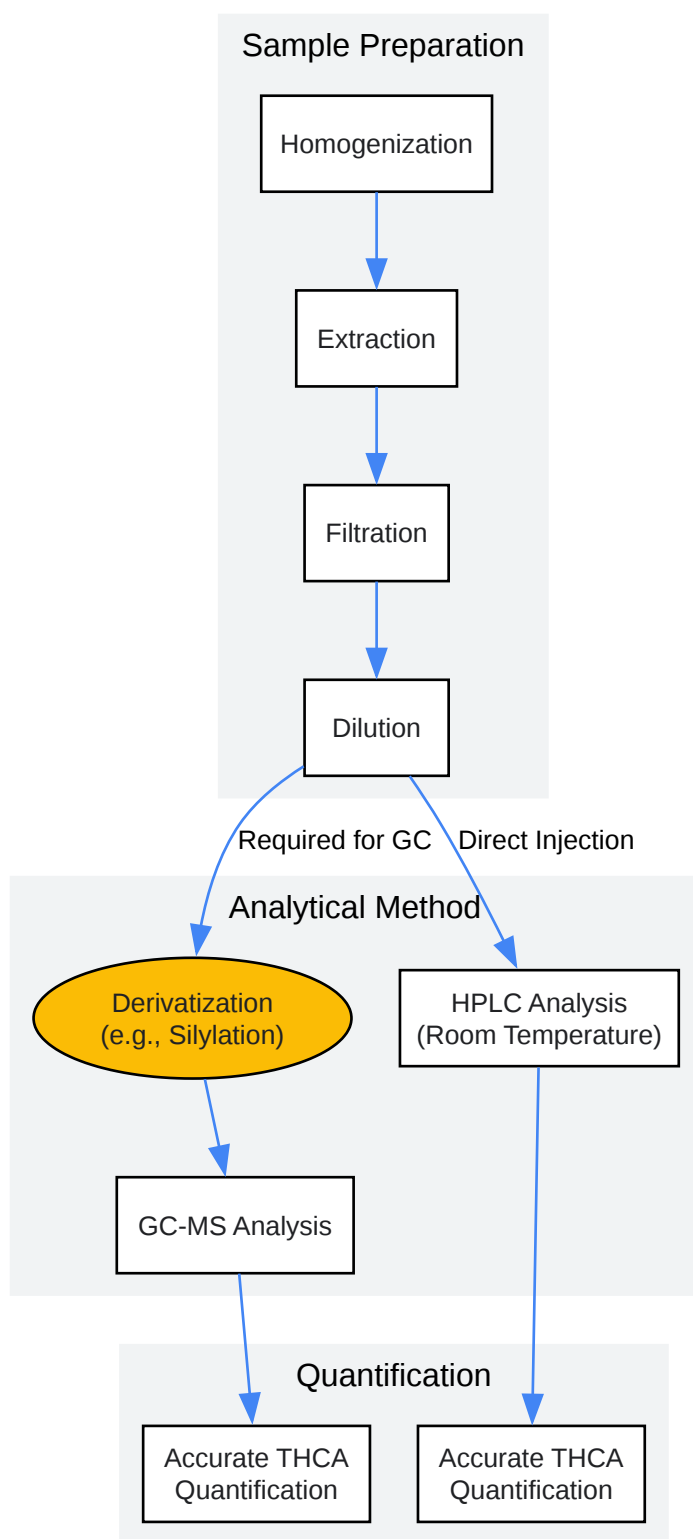 Sample Preparation
Homogenization
Extraction
Filtration
Dilution
Required for GC
Direct Injection
Analytical Method
Derivatization
(e.g., Silylation)
HPLC Analysis
(Room Temperature)
GC-MS Analysis
Quantification
Accurate THCA
Quantification
Accurate THCA
Quantification